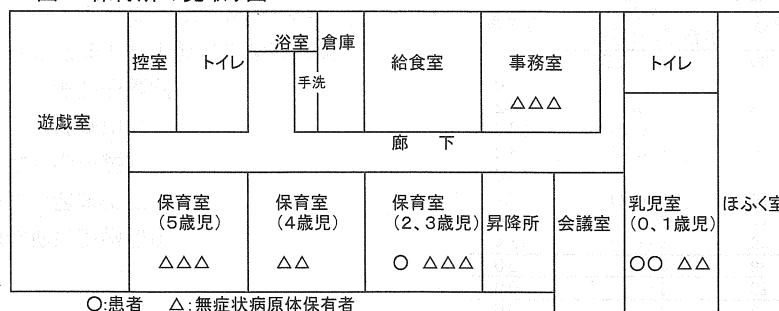 浴室 倉庫
控室 トイレ 給食室 事務室 トイレ
手洗
△△△
遊戯室
廊 下
保育室 保育室 保育室 乳児室 ほふく室
(5歳児) (4歳児) (2、3歳児) 昇降所 会議室 (0、1歳児)
△△△ △△ ○ △△△ ○○ △△
○:患者 △:無症状病原体保有者